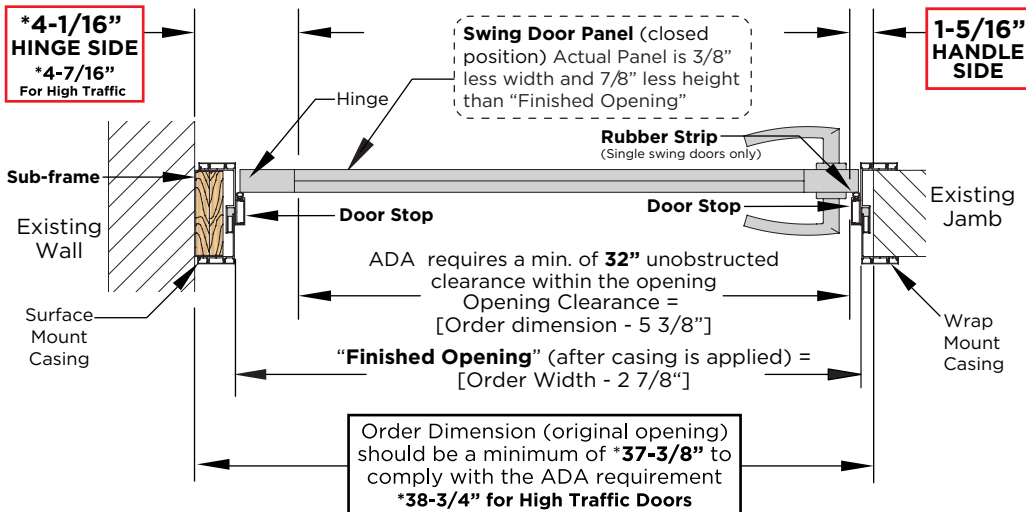 *4-1/16”
HINGE SIDE
*4-7/16”
For High Traffic
Swing Door Panel (closed
position) Actual Panel is 3/8”
less width and 7/8” less height
than “Finished Opening”
1-5/16”
HANDLE
SIDE
Hinge
Rubber Strip
(Single swing doors only)
Sub-frame
Existing
Wall
Door Stop
Door Stop
Existing
Jamb
ADA requires a min. of 32” unobstructed
clearance within the opening
Opening Clearance =
[Order dimension - 5 3/8”]
Surface
Mount
Casing
Wrap
Mount
Casing
“Finished Opening” (after casing is applied) =
[Order Width - 2 7/8“]
Order Dimension (original opening)
should be a minimum of *37-3/8” to
comply with the ADA requirement
*38-3/4” for High Traffic Doors